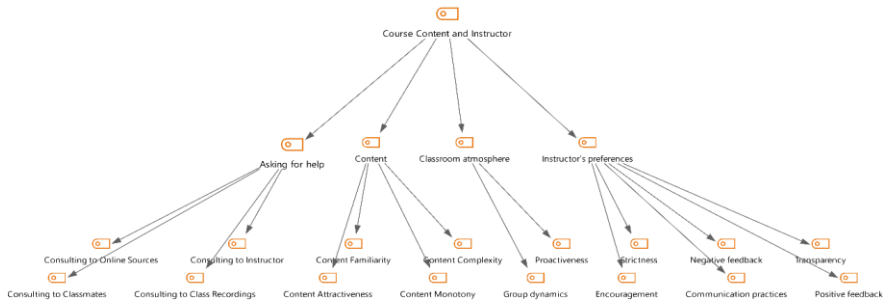 Course Content and Instructor
Asking for help
Content
Classroom atmosphere
Instructor's preferences
Consulting to Online Sources
Consulting to Instructor
Content Familiarity
Content Complexity
Proactiveness
Strictness
Negative feedback
Transparency
Consulting to Classmates
Consulting to Class Recordings
Content Attractiveness
Content Monotony
Group dynamics
Encouragement
Communication practices
Positive feedback